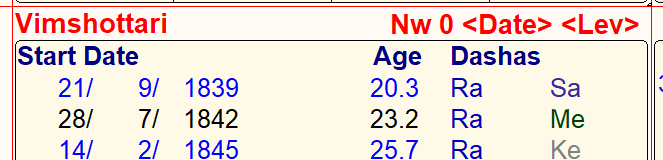 Vimshottari Nw 0 <Date> <Lev>
Start Date Age Dashas
21/ 9/ 1839 20.3 Ra Sa
28/ 7/ 1842 23.2 Ra Me
14/ 2/ 1845 25.7 Ra Ke